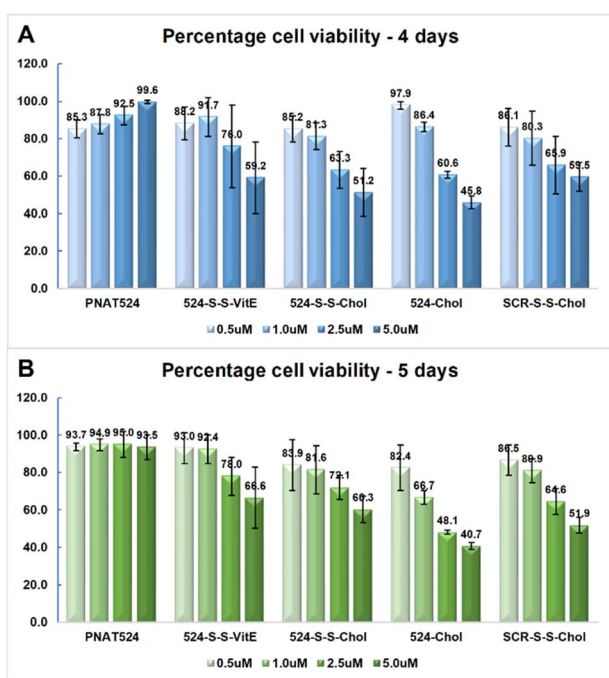 A
Percentage cell viability - 4 days
120.0
100.0
80.0
60.0
40.0
20.0
0.0
85.3 87.8 92.5 99.6 88.2 91.7 76.0 59.2 85.2 81.3 63.3 51.2 97.9 86.4 60.6 45.8 86.1 80.3 65.9 59.5
PNAT524 524-S-S-VitE 524-S-S-Chol 524-Chol SCR-S-S-Chol
0.5uM 1.0uM 2.5uM 5.0uM
B
Percentage cell viability - 5 days
120.0
100.0
80.0
60.0
40.0
20.0
0.0
93.7 94.9 95.0 93.5 93.0 92.4 78.0 66.6 83.9 81.6 72.1 60.3 82.4 66.7 48.1 40.7 86.5 80.9 64.6 51.9
PNAT524 524-S-S-VitE 524-S-S-Chol 524-Chol SCR-S-S-Chol
0.5uM 1.0uM 2.5uM 5.0uM